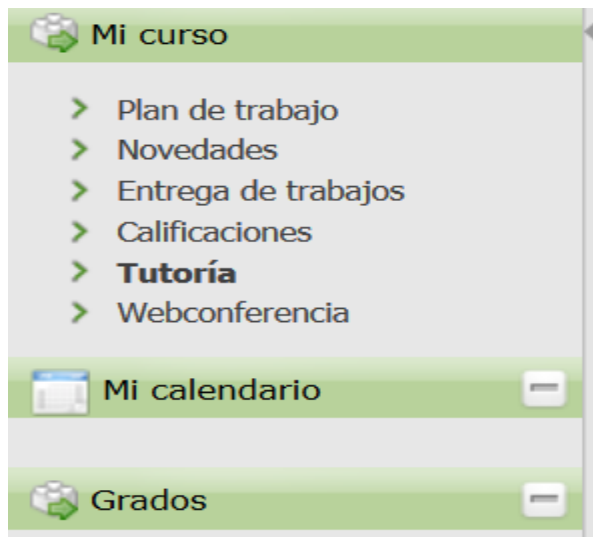 Mi curso
Plan de trabajo
Novedades
Entrega de trabajos
Calificaciones
Tutoría
Webconferencia
Mi calendario
Grados